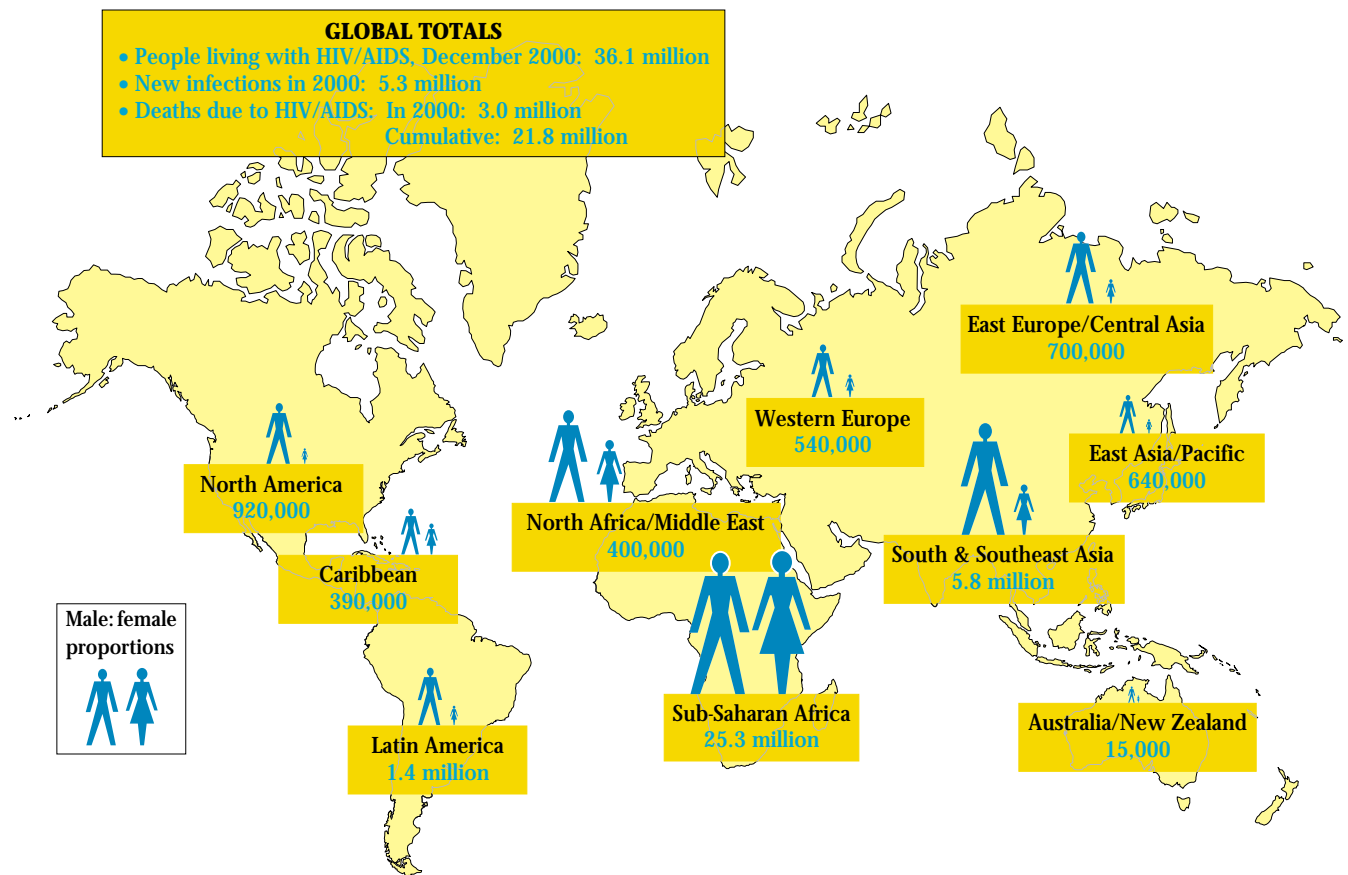 GLOBAL TOTALS
• People living with HIV/AIDS, December 2000: 36.1 million
• New infections in 2000: 5.3 million
• Deaths due to HIV/AIDS: In 2000: 3.0 million
Cumulative: 21.8 million
East Europe/Central Asia
700,000
Western Europe
540,000
East Asia/Pacific
640,000
North America
920,000
North Africa/Middle East
400,000
South & Southeast Asia
5.8 million
Caribbean
390,000
Male: female
proportions
Sub-Saharan Africa
25.3 million
Latin America
1.4 million
Australia/New Zealand
15,000